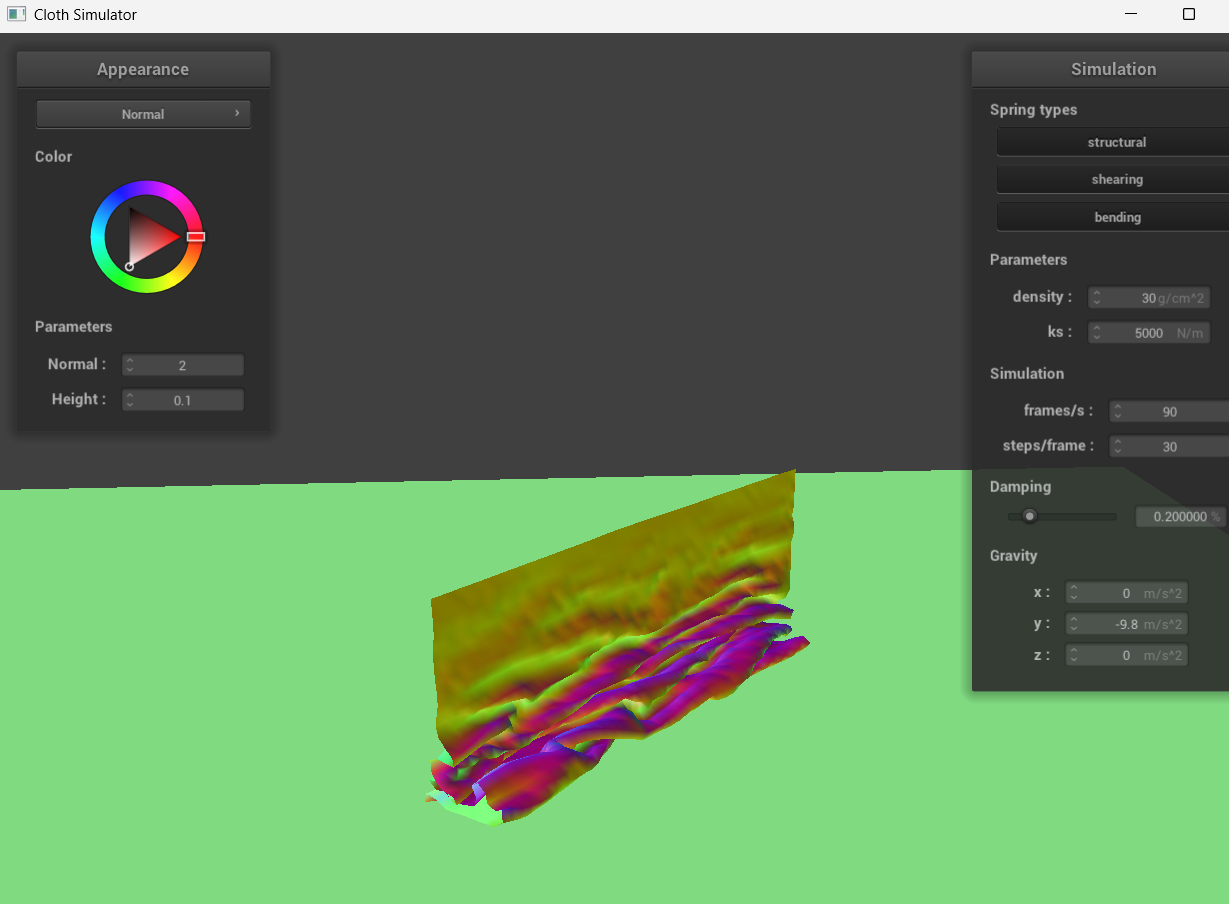 Cloth Simulator
Appearance
Normal
Color
Parameters
Normal : 2
Height : 0.1
Simulation
Spring types
structural
shearing
bending
Parameters
density : 30 g/cm^2
ks : 5000 N/m
Simulation
frames/s : 90
steps/frame : 30
Damping
0.200000 %
Gravity
x : 0 m/s^2
y : -9.8 m/s^2
z : 0 m/s^2